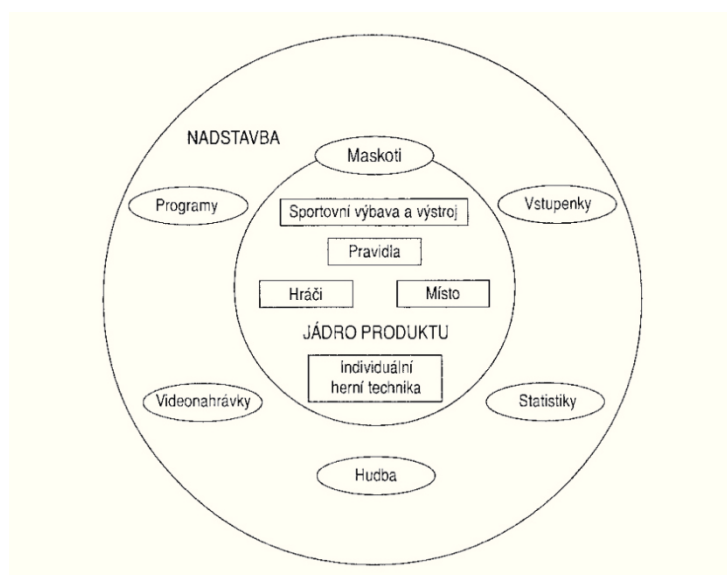 NADSTAVBA
Maskoti
Programy
Vstupenky
Sportovní výbava a výstroj
Pravidla
Hráči
Místo
JÁDRO PRODUKTU
Individuální
herní technika
Videonahrávky
Statistiky
Hudba